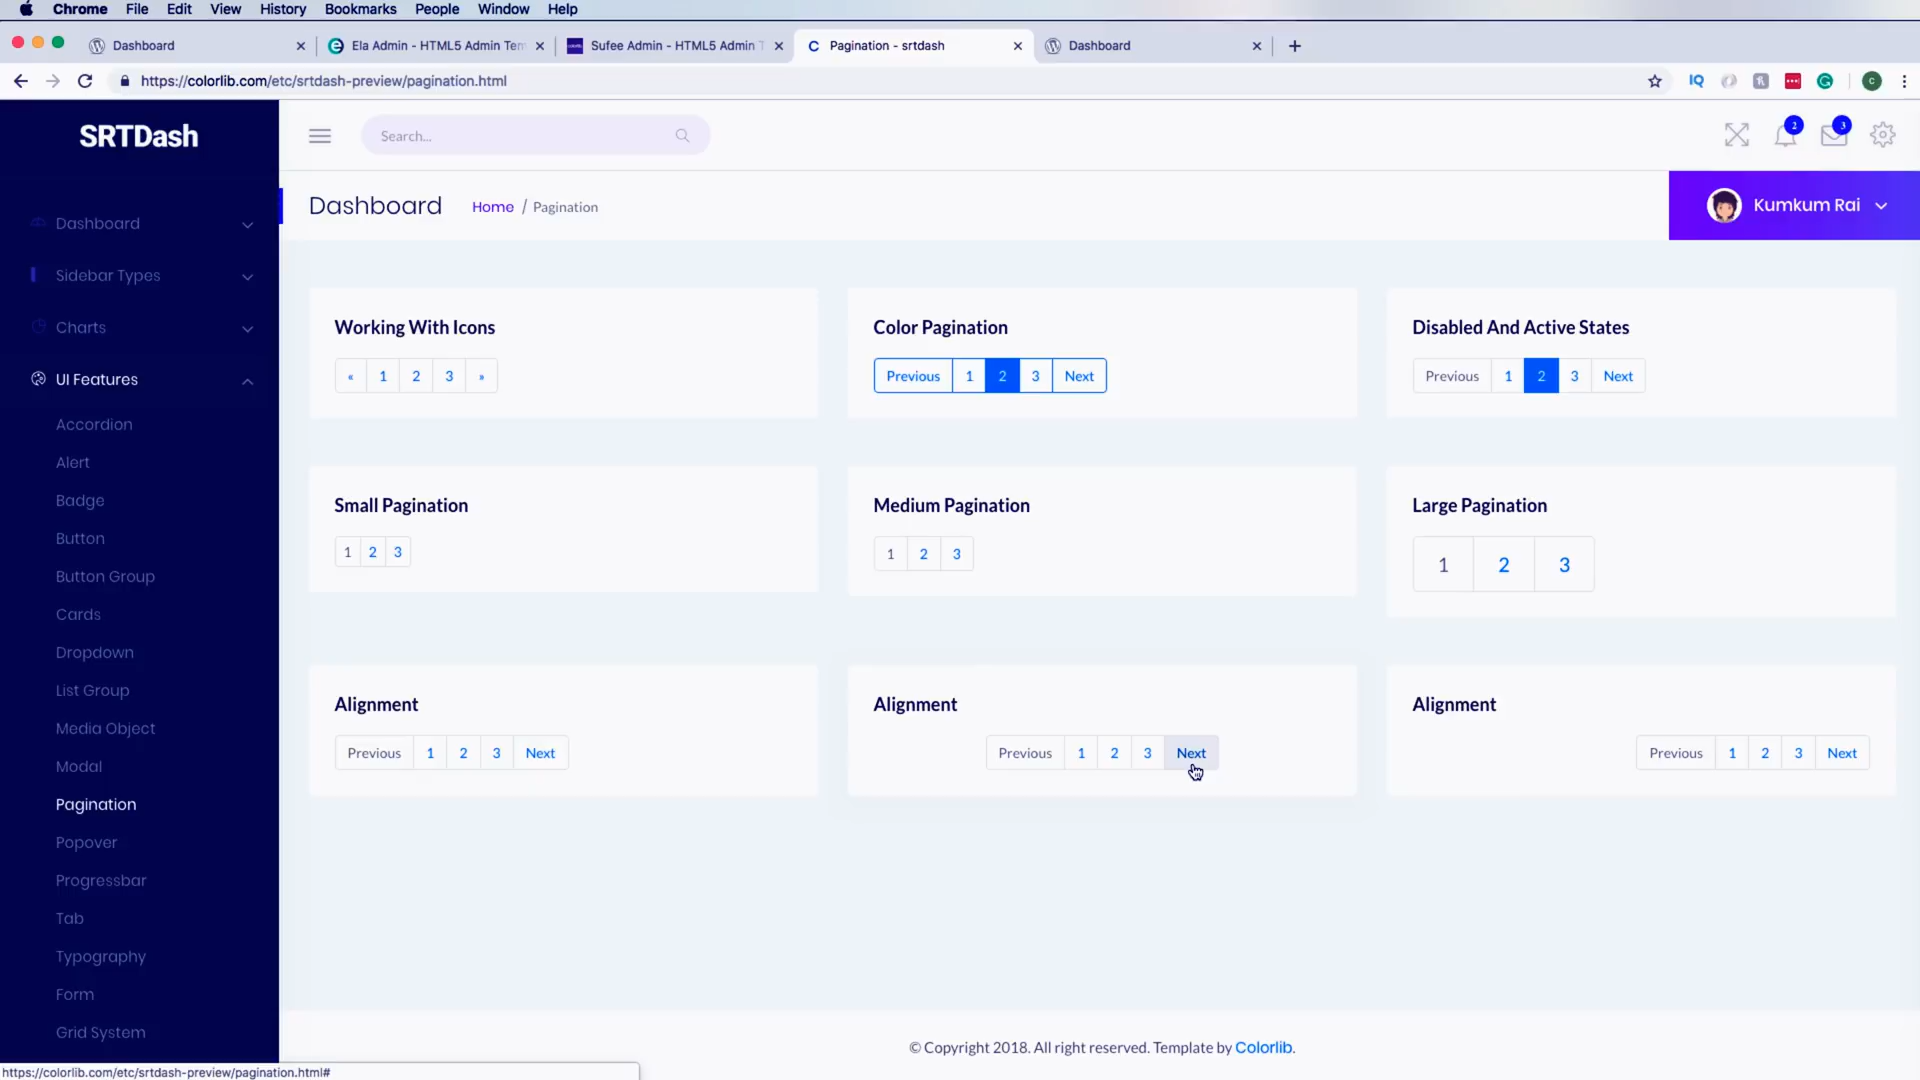 Chrome File Edit View History Bookmarks People Window Help
Dashboard Ela Admin - HTML5 Admin Tem Sufee Admin - HTML5 Admin T Pagination - srtdash Dashboard
https://colorlib.com/etc/srtdash-preview/pagination.html IQ c
SRTDash Search... 2 3
Dashboard Home / Pagination Kumkum Rai
Dashboard
Sidebar Types
Charts
UI Features
Accordion
Alert
Badge
Button
Button Group
Cards
Dropdown
List Group
Media Object
Modal
Pagination
Popover
Progressbar
Tab
Typography
Form
Grid System
Working With Icons
« 1 2 3 »
Color Pagination
Previous 1 2 3 Next
Disabled And Active States
Previous 1 2 3 Next
Small Pagination
1 2 3
Medium Pagination
1 2 3
Large Pagination
1 2 3
Alignment
Previous 1 2 3 Next
Alignment
Previous 1 2 3 Next
Alignment
Previous 1 2 3 Next
© Copyright 2018. All right reserved. Template by Colorlib.
https://colorlib.com/etc/srtdash-preview/pagination.html#